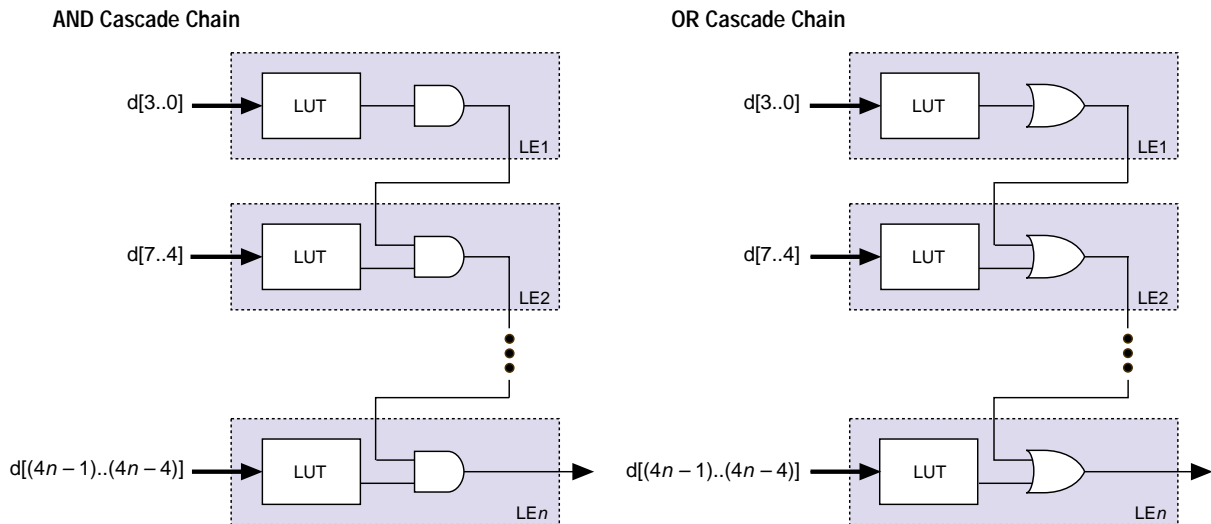 AND Cascade Chain
d[3..0]
LUT
LE1
d[7..4]
LUT
LE2
d[(4n – 1)..(4n – 4)]
LUT
LEn
OR Cascade Chain
d[3..0]
LUT
LE1
d[7..4]
LUT
LE2
d[(4n – 1)..(4n – 4)]
LUT
LEn